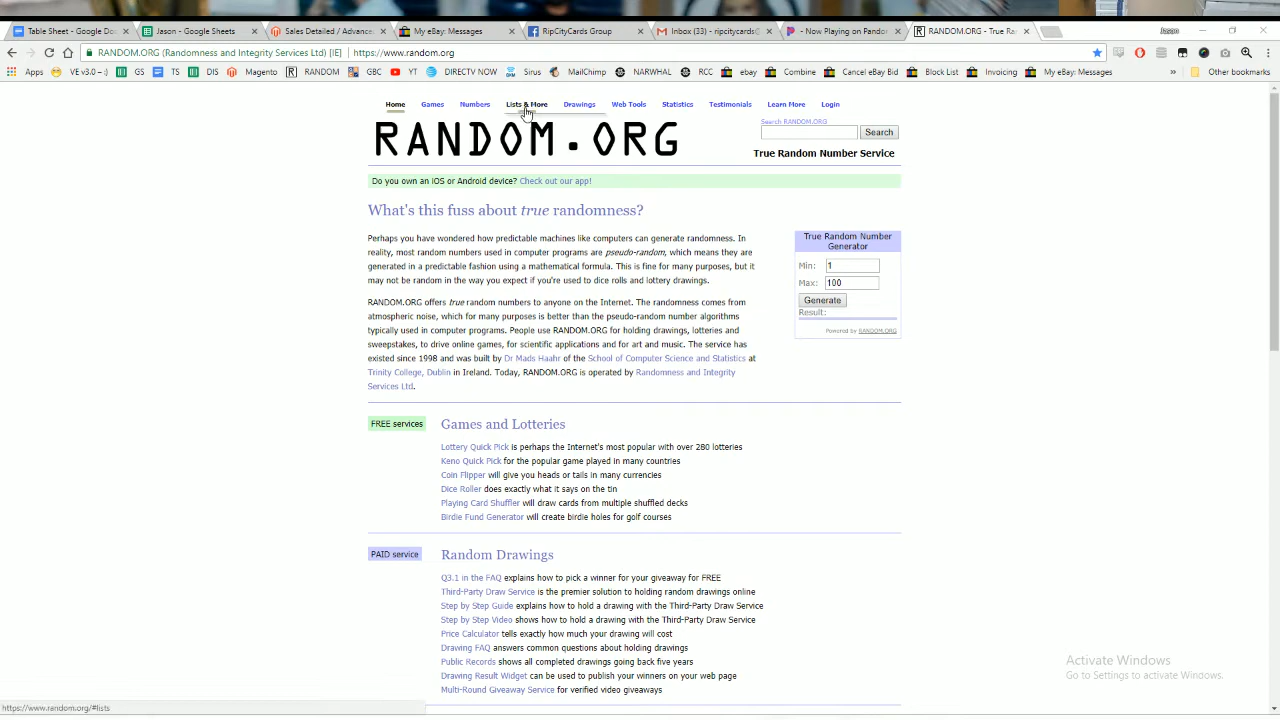 Table Sheet - Google Do
Jason - Google Sheets
Sales Detailed / Advance
My eBay: Messages
RipCityCards Group
Inbox (33) - ripcitycards@
- Now Playing on Pandor
RANDOM.ORG - True Ra
Jason
RANDOM.ORG (Randomness and Integrity Services Ltd) [IE]
https://www.random.org
Apps
VE v3.0 --:)
GS
TS
DIS
Magento
RANDOM
GBC
YT
DIRECTV NOW
Sirus
MailChimp
NARWHAL
RCC
ebay
Combine
Cancel eBay Bid
Block List
Invoicing
My eBay: Messages
»
Other bookmarks
Home
Games
Numbers
Lists & More
Drawings
Web Tools
Statistics
Testimonials
Learn More
Login
RANDOM.ORG
Search RANDOM.ORG
Search
True Random Number Service
Do you own an iOS or Android device? Check out our app!
What's this fuss about true randomness?
Perhaps you have wondered how predictable machines like computers can generate randomness. In
reality, most random numbers used in computer programs are pseudo-random, which means they are
generated in a predictable fashion using a mathematical formula. This is fine for many purposes, but it
may not be random in the way you expect if you're used to dice rolls and lottery drawings.
RANDOM.ORG offers true random numbers to anyone on the Internet. The randomness comes from
atmospheric noise, which for many purposes is better than the pseudo-random number algorithms
typically used in computer programs. People use RANDOM.ORG for holding drawings, lotteries and
sweepstakes, to drive online games, for scientific applications and for art and music. The service has
existed since 1998 and was built by Dr Mads Haahr of the School of Computer Science and Statistics at
Trinity College, Dublin in Ireland. Today, RANDOM.ORG is operated by Randomness and Integrity
Services Ltd.
True Random Number
Generator
Min: 1
Max: 100
Generate
Result:
Powered by RANDOM.ORG
FREE services
Games and Lotteries
Lottery Quick Pick is perhaps the Internet's most popular with over 280 lotteries
Keno Quick Pick for the popular game played in many countries
Coin Flipper will give you heads or tails in many currencies
Dice Roller does exactly what it says on the tin
Playing Card Shuffler will draw cards from multiple shuffled decks
Birdie Fund Generator will create birdie holes for golf courses
PAID service
Random Drawings
Q3.1 in the FAQ explains how to pick a winner for your giveaway for FREE
Third-Party Draw Service is the premier solution to holding random drawings online
Step by Step Guide explains how to hold a drawing with the Third-Party Draw Service
Step by Step Video shows how to hold a drawing with the Third-Party Draw Service
Price Calculator tells exactly how much your drawing will cost
Drawing FAQ answers common questions about holding drawings
Public Records shows all completed drawings going back five years
Drawing Result Widget can be used to publish your winners on your web page
Multi-Round Giveaway Service for verified video giveaways
Activate Windows
Go to Settings to activate Windows.
https://www.random.org/#lists